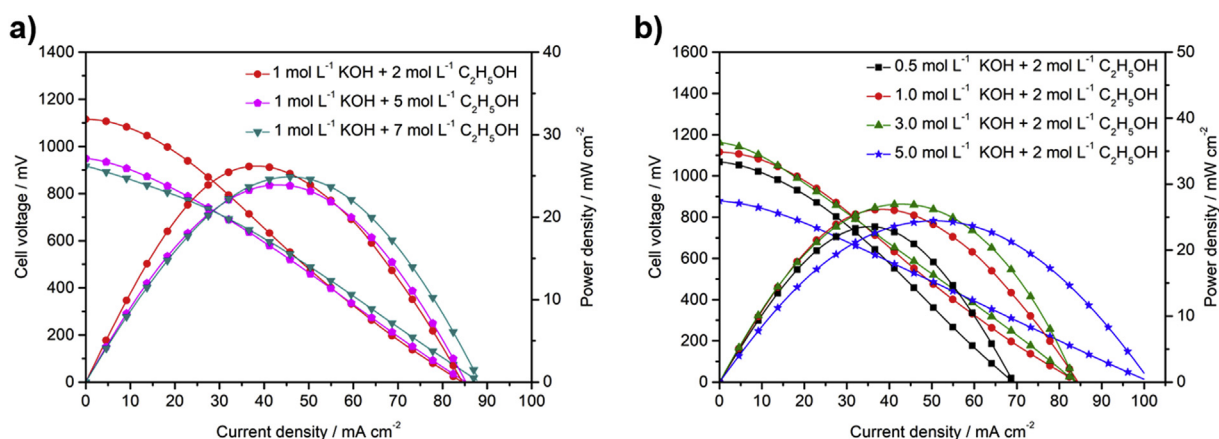 a)
1400
1200
1000
800
600
400
200
0
Cell voltage / mV
1 mol L⁻¹ KOH + 2 mol L⁻¹ C₂H₅OH
1 mol L⁻¹ KOH + 5 mol L⁻¹ C₂H₅OH
1 mol L⁻¹ KOH + 7 mol L⁻¹ C₂H₅OH
40
30
20
10
0
Power density / mW cm⁻²
0 10 20 30 40 50 60 70 80 90 100
Current density / mA cm⁻²
b)
1600
1400
1200
1000
800
600
400
200
0
Cell voltage / mV
0.5 mol L⁻¹ KOH + 2 mol L⁻¹ C₂H₅OH
1.0 mol L⁻¹ KOH + 2 mol L⁻¹ C₂H₅OH
3.0 mol L⁻¹ KOH + 2 mol L⁻¹ C₂H₅OH
5.0 mol L⁻¹ KOH + 2 mol L⁻¹ C₂H₅OH
50
40
30
20
10
0
Power density / mW cm⁻²
0 10 20 30 40 50 60 70 80 90 100
Current density / mA cm⁻²